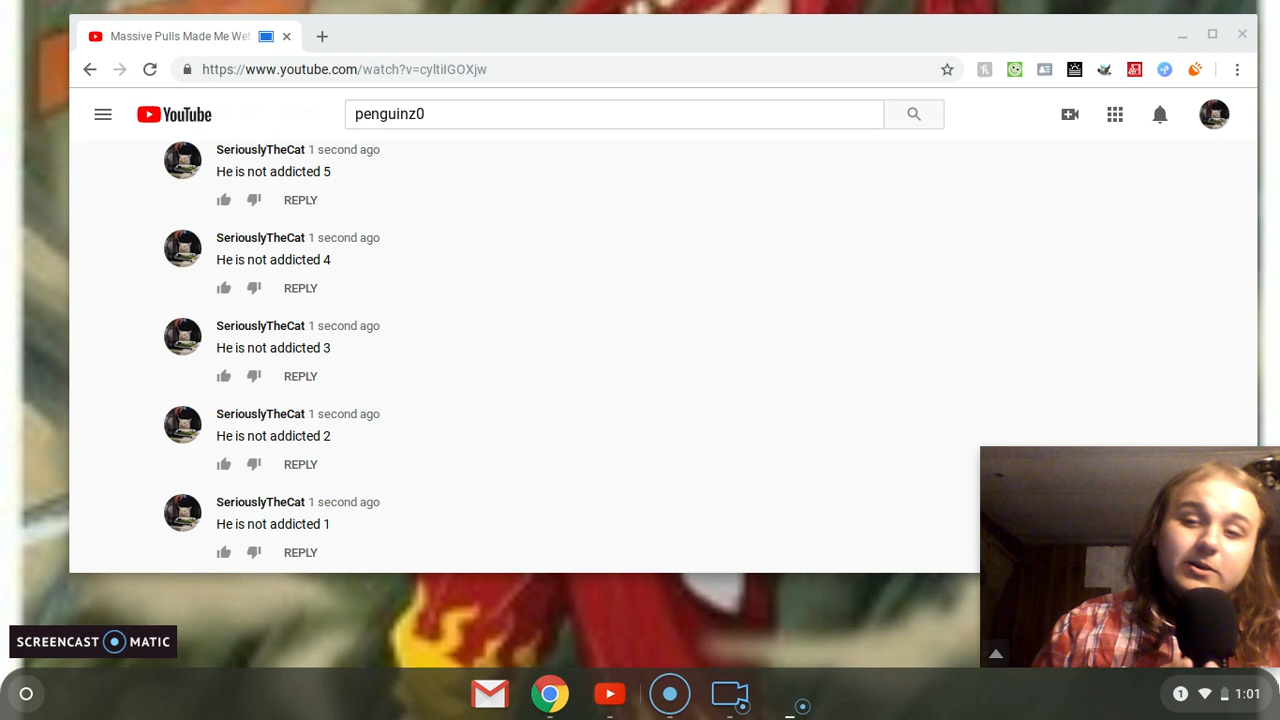 Massive Pulls Made Me Wet
https://www.youtube.com/watch?v=cyltiIGOXjw
YouTube
penguinz0
SeriouslyTheCat 1 second ago
He is not addicted 5
REPLY
SeriouslyTheCat 1 second ago
He is not addicted 4
REPLY
SeriouslyTheCat 1 second ago
He is not addicted 3
REPLY
SeriouslyTheCat 1 second ago
He is not addicted 2
REPLY
SeriouslyTheCat 1 second ago
He is not addicted 1
REPLY
SCREENCAST MATIC
1 1:01